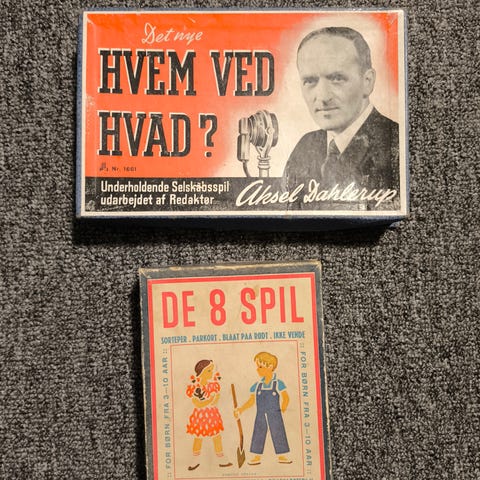 Det nye
HVEM VED
HVAD?
Nr. 1601
Underholdende Selskabsspil
udarbejdet af Redaktør
Aksel Dahlerup
DE 8 SPIL
SORTEPER . PARKORT . BLAAT PAA RØDT . IKKE VENDE
FOR BØRN FRA 3-10 AAR
FOR BØRN FRA 3-10 AAR